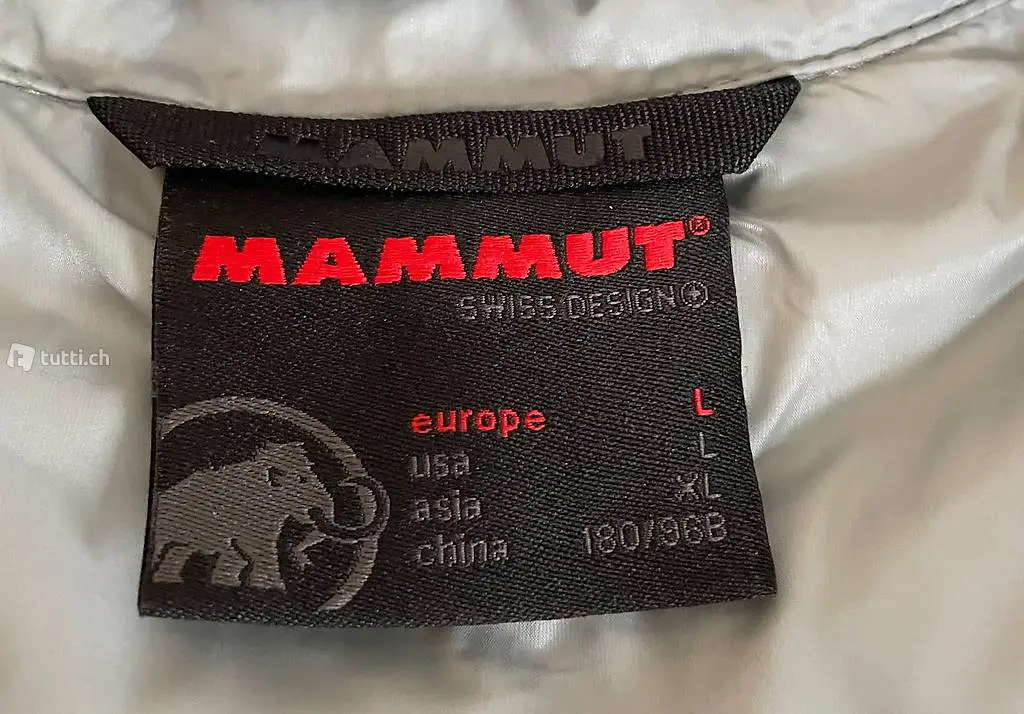 MAMMUT
MAMMUT®
SWISS DESIGN
europe L
usa L
asia XL
china 180/96B
tutti.ch